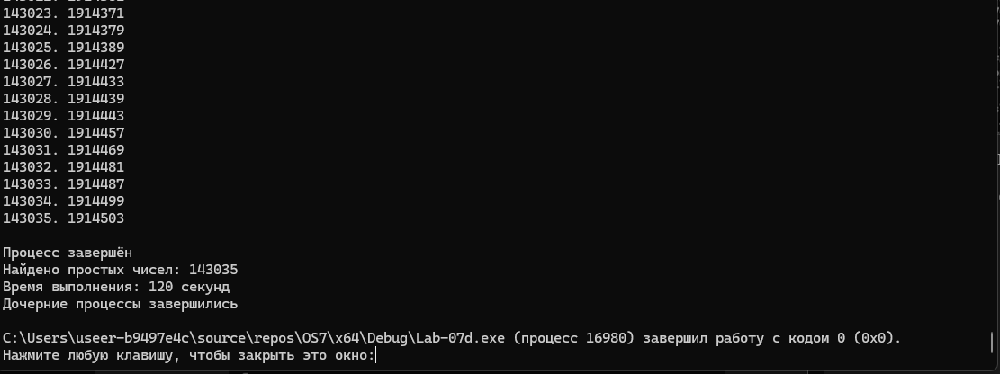 143023. 1914371
143024. 1914379
143025. 1914389
143026. 1914427
143027. 1914433
143028. 1914439
143029. 1914443
143030. 1914457
143031. 1914469
143032. 1914481
143033. 1914487
143034. 1914499
143035. 1914503
Процесс завершён
Найдено простых чисел: 143035
Время выполнения: 120 секунд
Дочерние процессы завершились
C:\Users\useer-b9497e4c\source\repos\OS7\x64\Debug\Lab-07d.exe (процесс 16980) завершил работу с кодом 0 (0x0).
Нажмите любую клавишу, чтобы закрыть это окно: